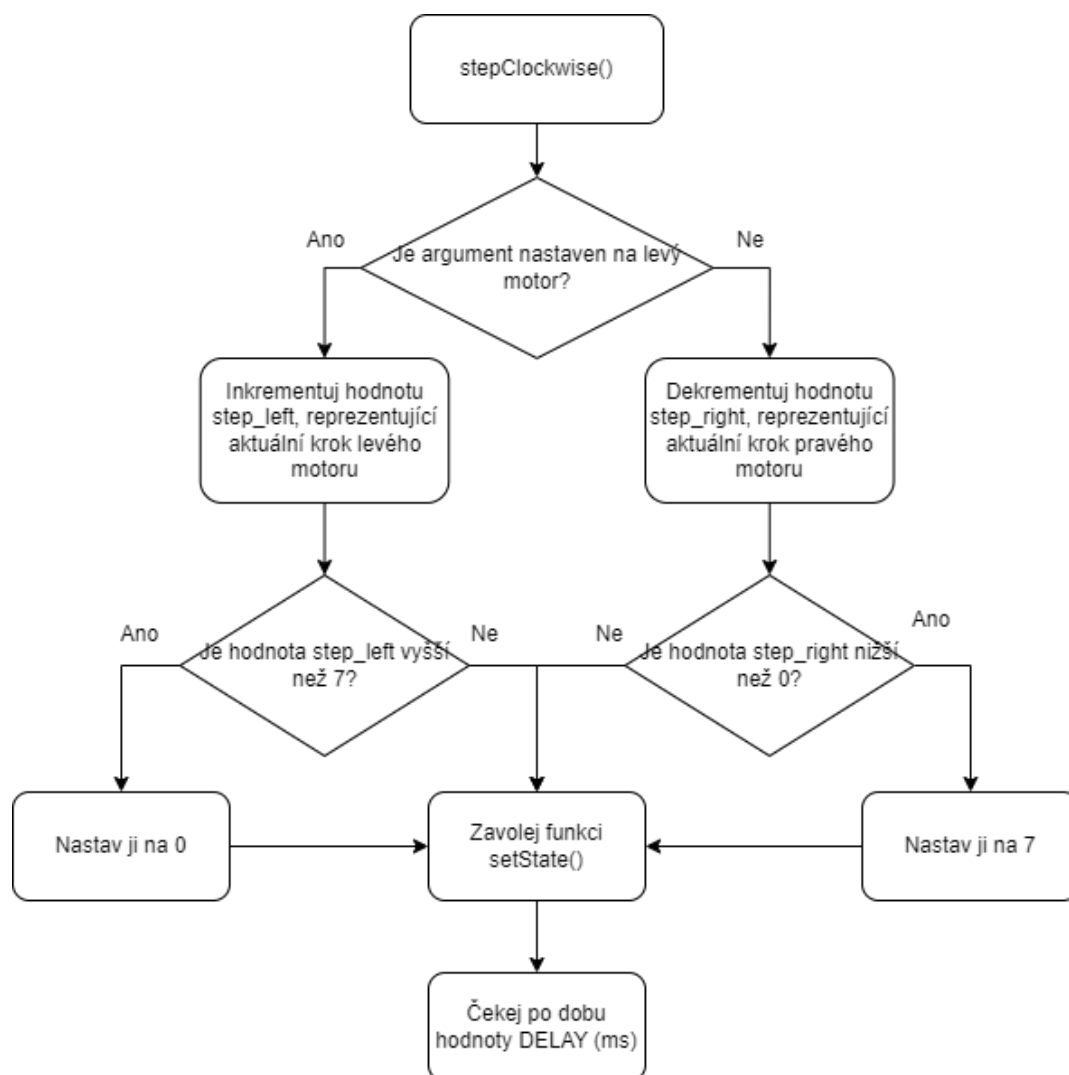 stepClockwise()
Ano
Ne
Je argument nastaven na levý
motor?
Inkrementuj hodnotu
step_left, reprezentující
aktuální krok levého
motoru
Dekrementuj hodnotu
step_right, reprezentující
aktuální krok pravého
motoru
Ano
Je hodnota step_left vyšší
než 7?
Ne
Ne
Je hodnota step_right nižší
než 0?
Ano
Nastav ji na 0
Zavolej funkci
setState()
Nastav ji na 7
Čekej po dobu
hodnoty DELAY (ms)